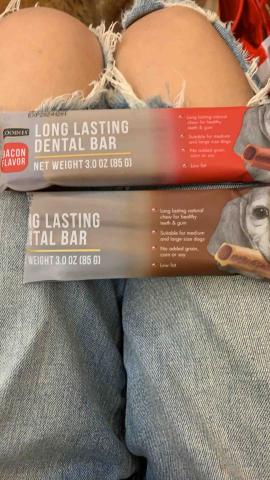 LONG LASTING
DENTAL BAR
BACON
FLAVOR
NET WEIGHT 3.0 OZ (85 G)
Long lasting natural
chew for healthy
teeth & gum
Suitable for medium
and large size dogs
No added grain,
corn or soy
Low fat
G LASTING
TAL BAR
WEIGHT 3.0 OZ (85 G)
Long lasting natural
chew for healthy
teeth & gum
Suitable for medium
and large size dogs
No added grain,
corn or soy
Low fat